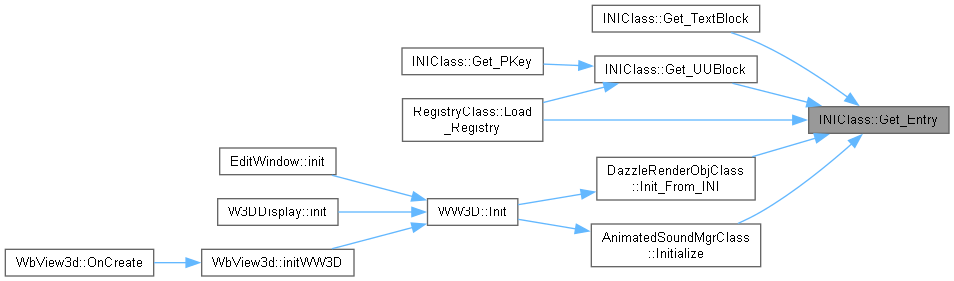 INIClass::Get_TextBlock
INIClass::Get_PKey
INIClass::Get_UUBlock
RegistryClass::Load
_Registry
INIClass::Get_Entry
EditWindow::init
DazzleRenderObjClass
::Init_From_INI
W3DDisplay::init
WW3D::Init
AnimatedSoundMgrClass
::Initialize
WbView3d::OnCreate
WbView3d::initWW3D